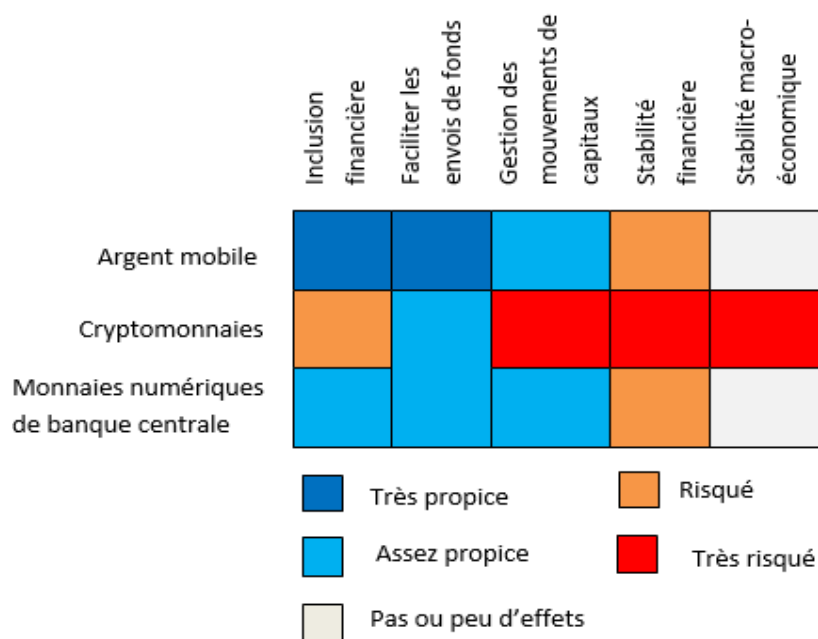 Inclusion
financière
Faciliter les
envois de fonds
Gestion des
mouvements de
capitaux
Stabilité
financière
Stabilité macro-
économique
Argent mobile
Cryptomonnaies
Monnaies numériques
de banque centrale
Très propice
Risqué
Assez propice
Très risqué
Pas ou peu d'effets